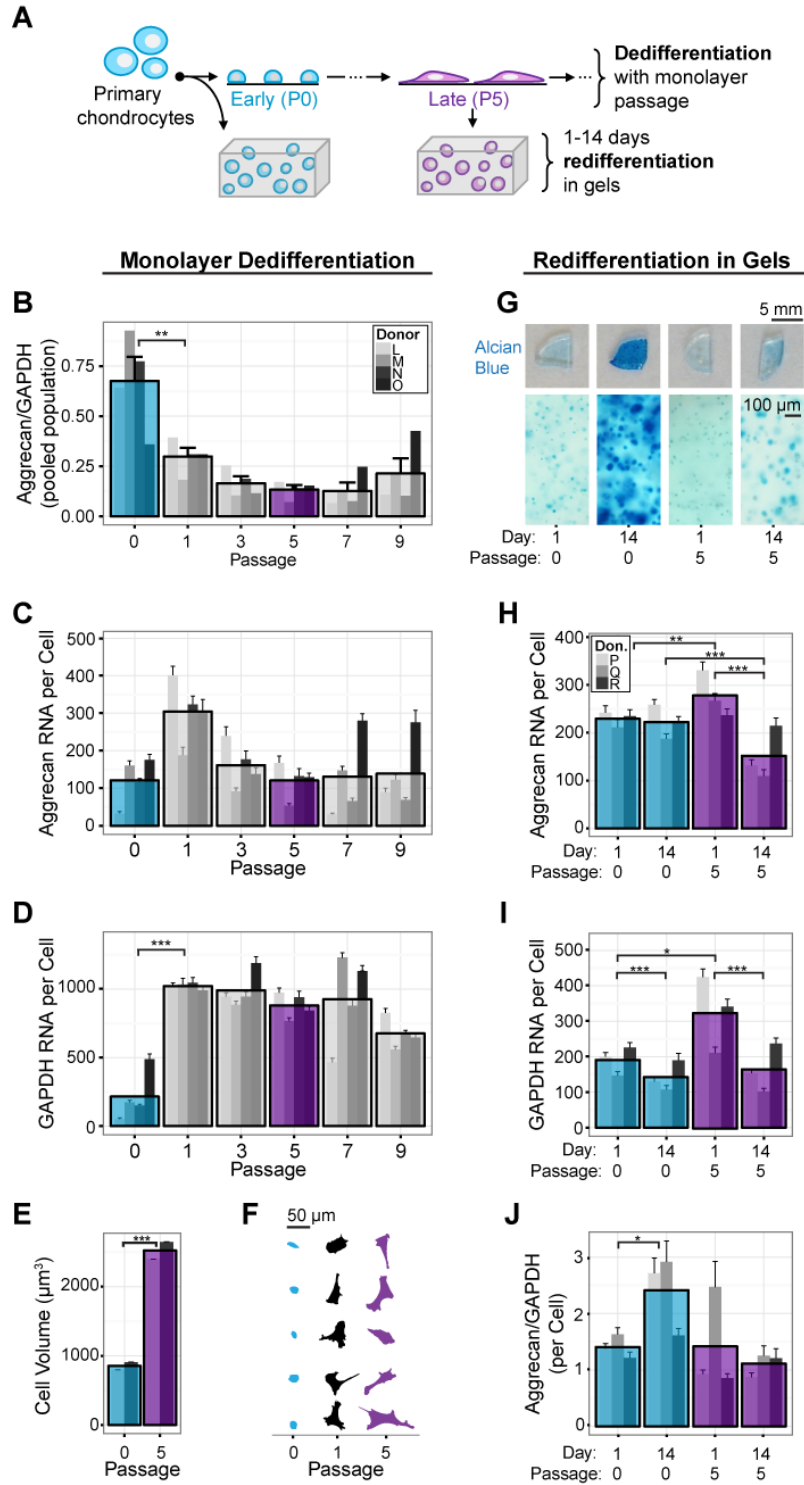 A
Primary
chondrocytes
Early (P0)
...
Late (P5)
...
Dedifferentiation
with monolayer
passage
1-14 days
redifferentiation
in gels
Monolayer Dedifferentiation
B
Aggrecan/GAPDH
(pooled population)
0.75
0.50
0.25
0.00
**
Donor
L
M
N
O
0 1 3 5 7 9
Passage
C
Aggrecan RNA per Cell
500
400
300
200
100
0
0 1 3 5 7 9
Passage
D
GAPDH RNA per Cell
1000
500
0
***
0 1 3 5 7 9
Passage
E
Cell Volume (µm³)
2000
1000
0
***
0 5
Passage
F
50 µm
0 1 5
Passage
Redifferentiation in Gels
G
5 mm
Alcian
Blue
100 µm
Day: 1 14 1 14
Passage: 0 0 5 5
H
Aggrecan RNA per Cell
400
300
200
100
0
Don.
P
Q
R
**
***
***
Day: 1 14 1 14
Passage: 0 0 5 5
I
GAPDH RNA per Cell
500
400
300
200
100
0
*
***
***
Day: 1 14 1 14
Passage: 0 0 5 5
J
Aggrecan/GAPDH
(per Cell)
3
2
1
0
*
Day: 1 14 1 14
Passage: 0 0 5 5